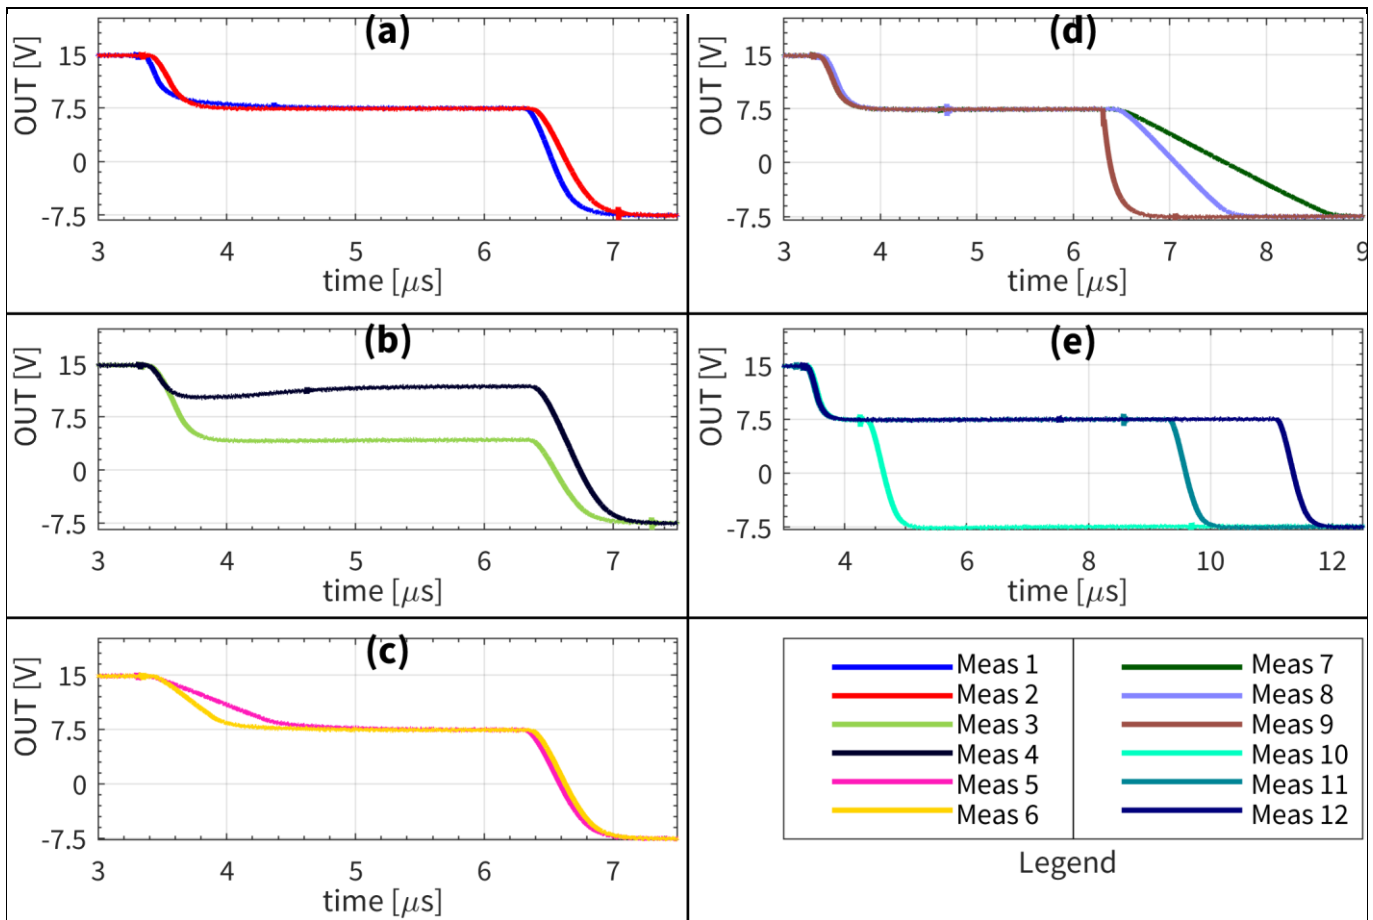 (a)
OUT [V]
15
7.5
0
-7.5
3 4 5 6 7
time [μs]
(b)
OUT [V]
15
7.5
0
-7.5
3 4 5 6 7
time [μs]
(c)
OUT [V]
15
7.5
0
-7.5
3 4 5 6 7
time [μs]
(d)
OUT [V]
15
7.5
0
-7.5
3 4 5 6 7 8 9
time [μs]
(e)
OUT [V]
15
7.5
0
-7.5
4 6 8 10 12
time [μs]
Meas 1
Meas 2
Meas 3
Meas 4
Meas 5
Meas 6
Meas 7
Meas 8
Meas 9
Meas 10
Meas 11
Meas 12
Legend